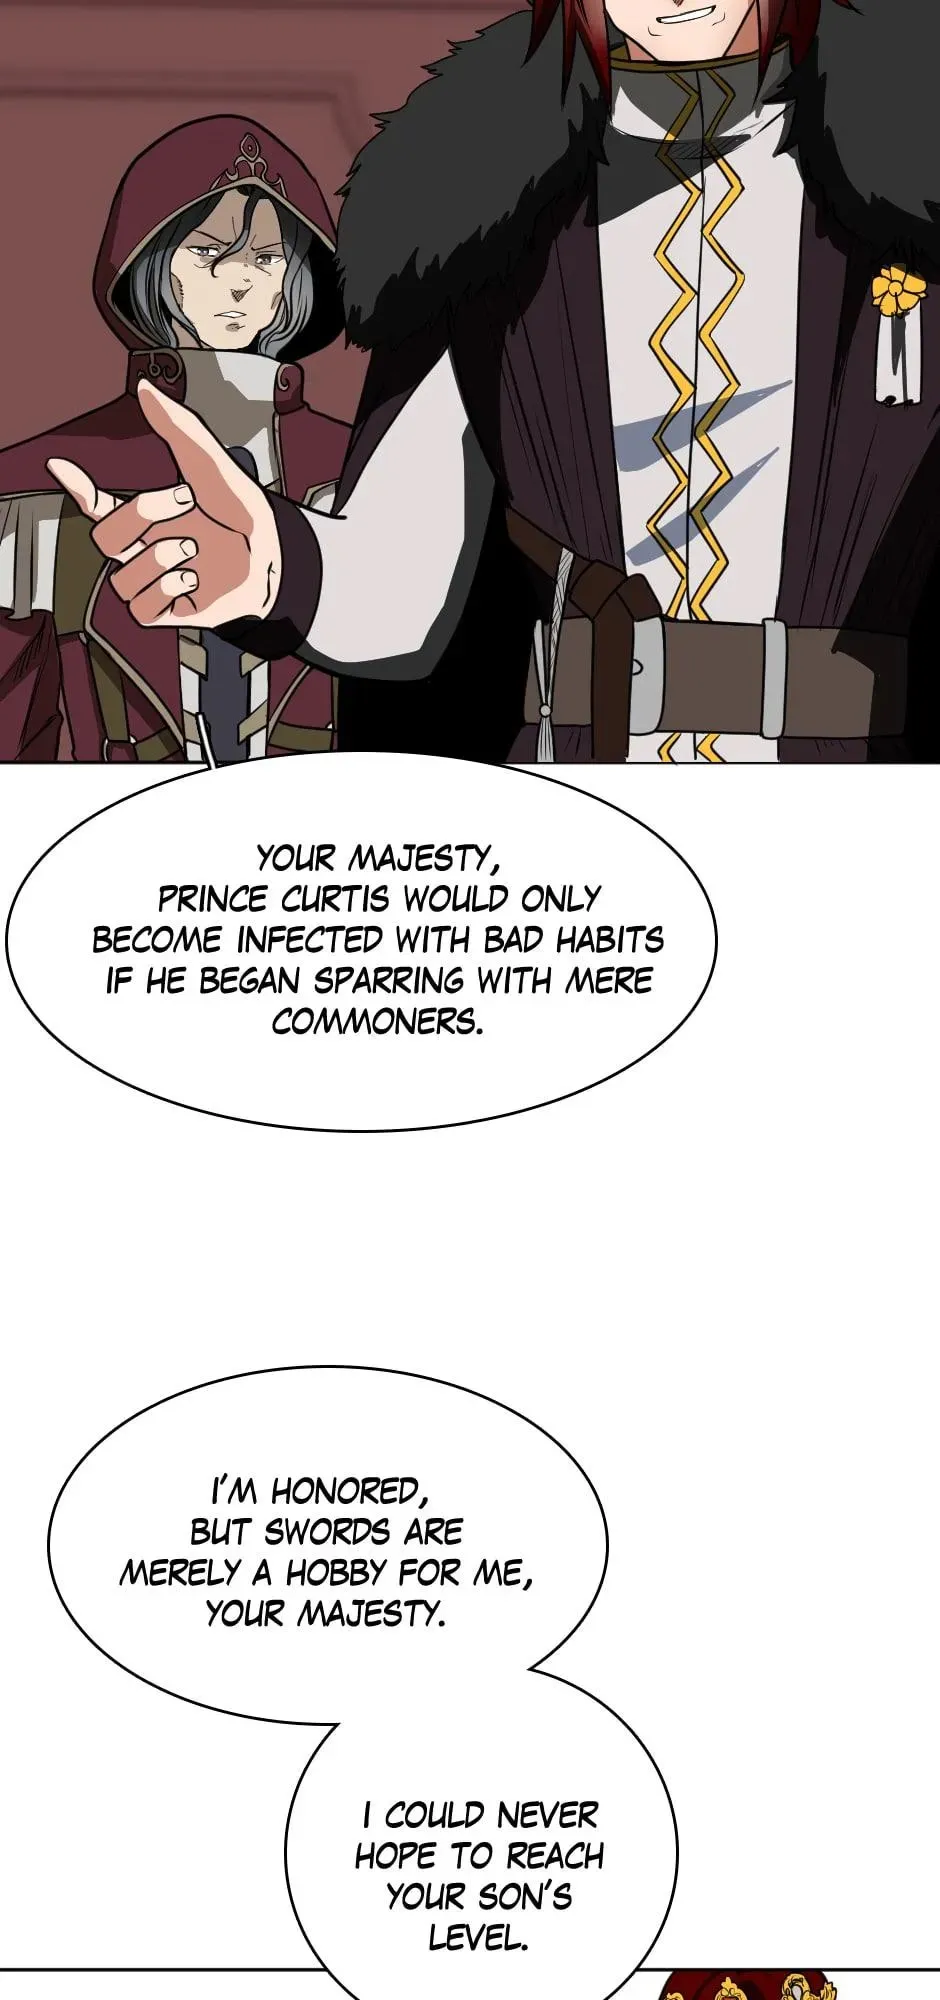 YOUR MAJESTY,
PRINCE CURTIS WOULD ONLY
BECOME INFECTED WITH BAD HABITS
IF HE BEGAN SPARRING WITH MERE
COMMONERS.
I'M HONORED,
BUT SWORDS ARE
MERELY A HOBBY FOR ME,
YOUR MAJESTY.
I COULD NEVER
HOPE TO REACH
YOUR SON'S
LEVEL.